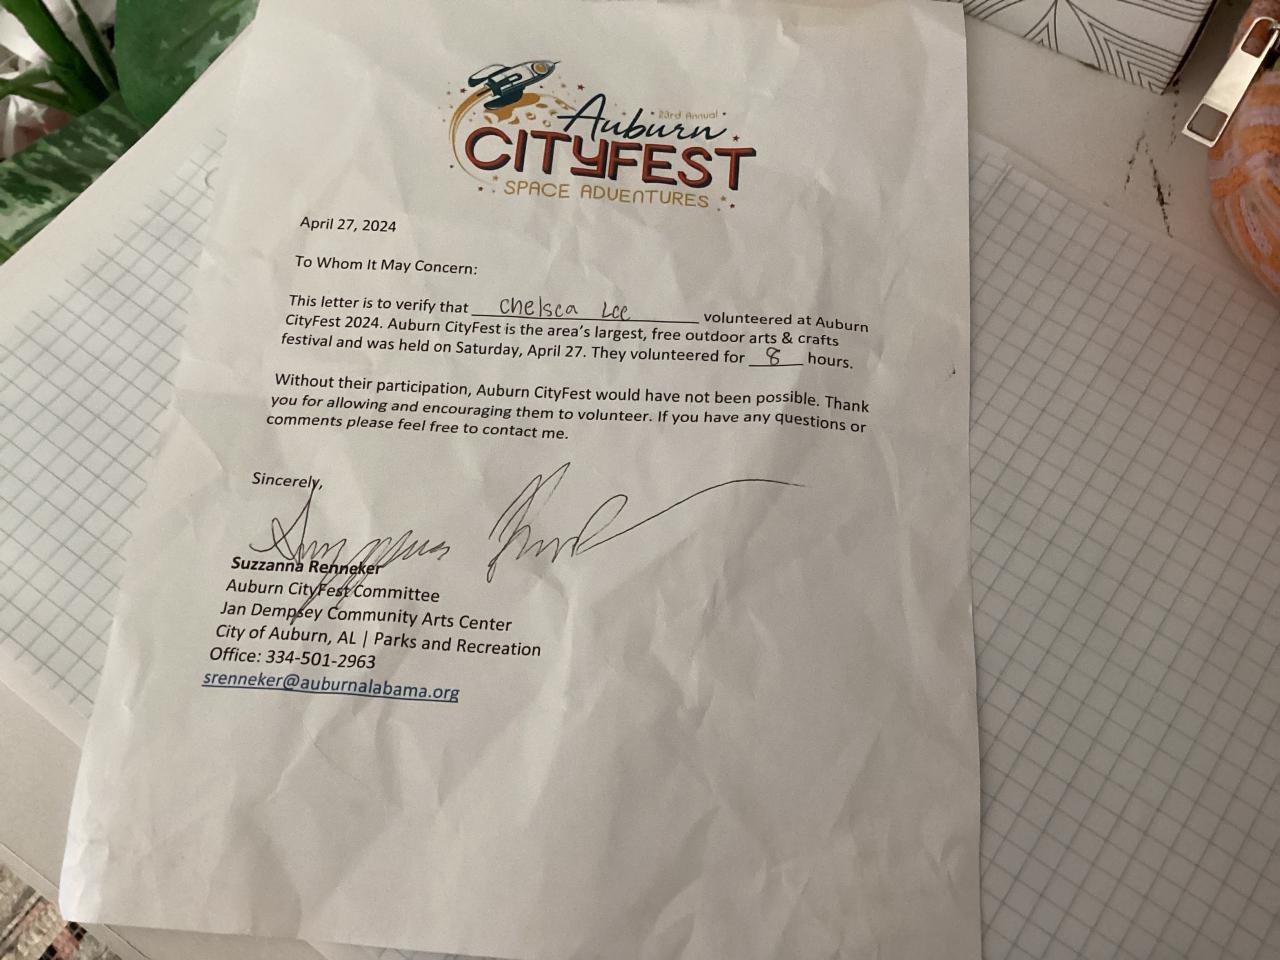 23rd Annual
Auburn
CITYFEST
SPACE ADVENTURES
April 27, 2024
To Whom It May Concern:
This letter is to verify that Chelsea Lee volunteered at Auburn
CityFest 2024. Auburn CityFest is the area's largest, free outdoor arts & crafts
festival and was held on Saturday, April 27. They volunteered for 8 hours.
Without their participation, Auburn CityFest would have not been possible. Thank
you for allowing and encouraging them to volunteer. If you have any questions or
comments please feel free to contact me.
Sincerely,
Suzzanna Renneker
Auburn CityFest Committee
Jan Dempsey Community Arts Center
City of Auburn, AL | Parks and Recreation
Office: 334-501-2963
srenneker@auburnalabama.org